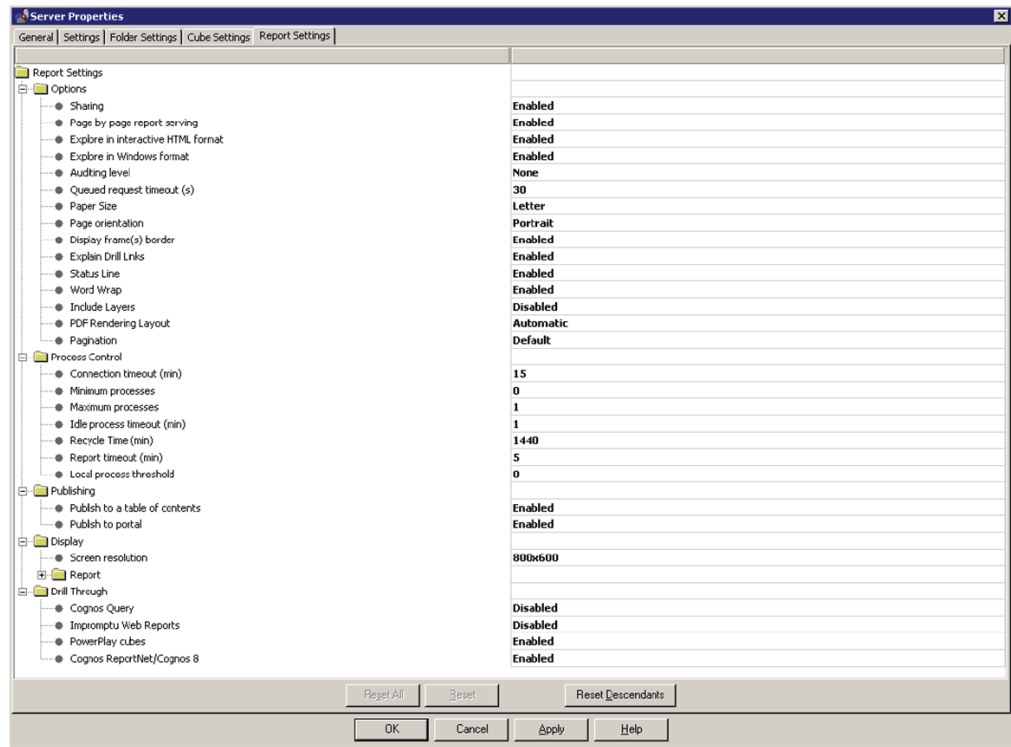 Server Properties
General Settings Folder Settings Cube Settings Report Settings
Report Settings
Options
Sharing Enabled
Page by page report serving Enabled
Explore in interactive HTML format Enabled
Explore in Windows format Enabled
Auditing level None
Queued request timeout (s) 30
Paper Size Letter
Page orientation Portrait
Display frame(s) border Enabled
Explain Drill Links Enabled
Status Line Enabled
Word Wrap Enabled
Include Layers Disabled
PDF Rendering Layout Automatic
Pagination Default
Process Control
Connection timeout (min) 15
Minimum processes 0
Maximum processes 1
Idle process timeout (min) 1
Recycle Time (min) 1440
Report timeout (min) 5
Local process threshold 0
Publishing
Publish to a table of contents Enabled
Publish to portal Enabled
Display
Screen resolution 800x600
Report
Drill Through
Cognos Query Disabled
Impromptu Web Reports Disabled
PowerPlay cubes Enabled
Cognos ReportNet/Cognos 8 Enabled
Reset All Reset Reset Descendants
OK Cancel Apply Help